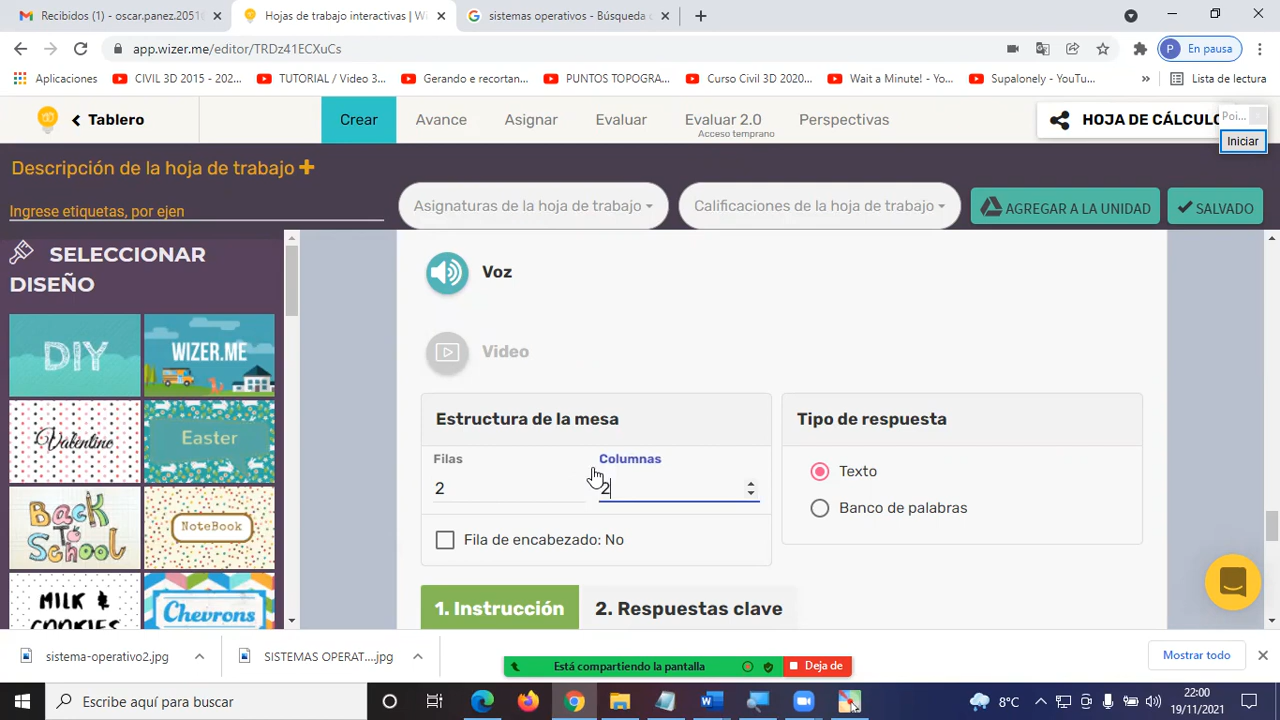 Recibidos (1) - oscar.panez.2051(
Hojas de trabajo interactivas | Wi
sistemas operativos - Búsqueda
app.wizer.me/editor/TRDz41ECXuCs
P En pausa
Aplicaciones
CIVIL 3D 2015 - 202...
TUTORIAL / Video 3...
Gerando e recortan...
PUNTOS TOPOGRA...
Curso Civil 3D 2020...
Wait a Minute! - Yo...
Supalonely - YouTu...
»
Lista de lectura
Tablero
Crear
Avance
Asignar
Evaluar
Evaluar 2.0
Acceso temprano
Perspectivas
HOJA DE CÁLCUL
Poi...
Iniciar
Descripción de la hoja de trabajo +
Ingrese etiquetas, por ejen
Asignaturas de la hoja de trabajo
Calificaciones de la hoja de trabajo
AGREGAR A LA UNIDAD
SALVADO
SELECCIONAR
DISEÑO
DIY
WIZER.ME
Valentine
Easter
Back to School
NoteBook
MILK &
COOKIES
Chevrons
Voz
Video
Estructura de la mesa
Filas
Columnas
2
2
Fila de encabezado: No
Tipo de respuesta
Texto
Banco de palabras
1. Instrucción
2. Respuestas clave
sistema-operativo2.jpg
SISTEMAS OPERAT....jpg
Está compartiendo la pantalla
Deja de
Mostrar todo
Escribe aquí para buscar
8°C
22:00
19/11/2021